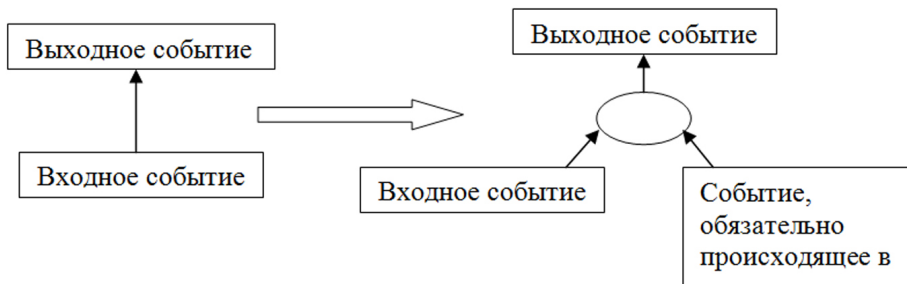 Выходное событие
Входное событие
Выходное событие
Входное событие
Событие,
обязательно
происходящее в